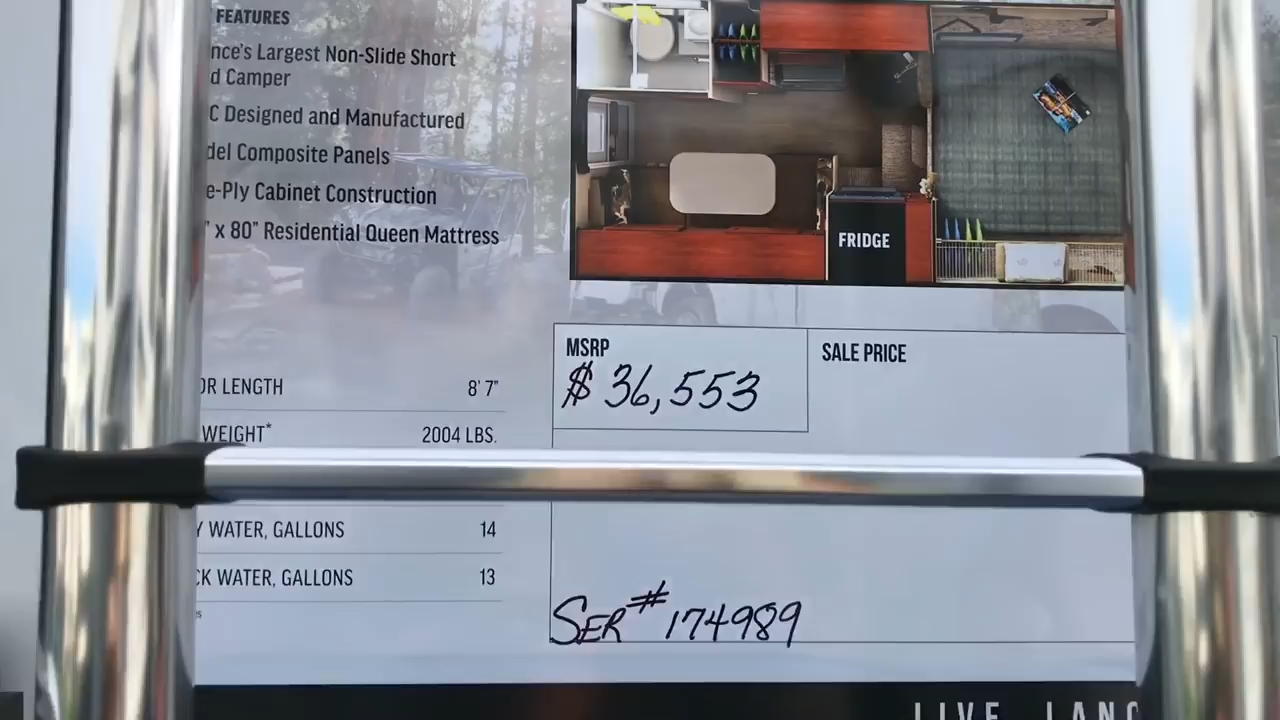 FEATURES
nce's Largest Non-Slide Short
d Camper
C Designed and Manufactured
del Composite Panels
e-Ply Cabinet Construction
" x 80" Residential Queen Mattress
FRIDGE
MSRP
$ 36,553
SALE PRICE
OR LENGTH 8' 7"
WEIGHT* 2004 LBS.
Y WATER, GALLONS 14
CK WATER, GALLONS 13
SER# 174989
LIVE LANC